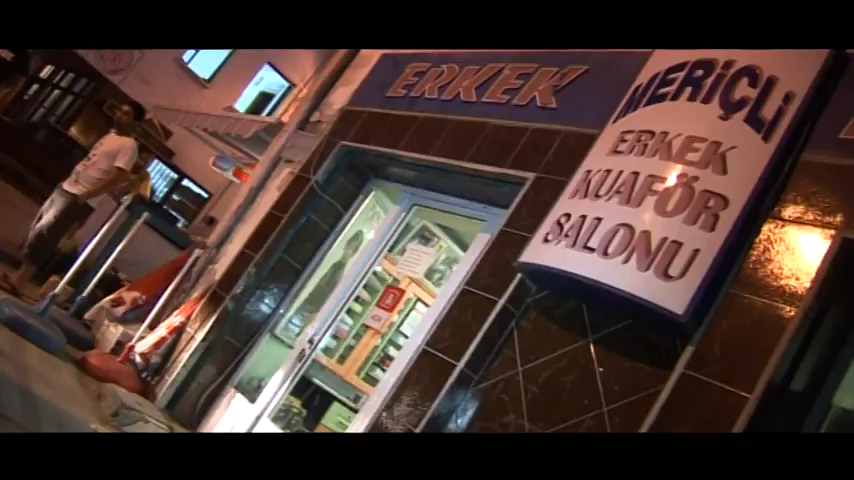 ERKEK
MERİÇLİ
ERKEK
KUAFÖR
SALONU